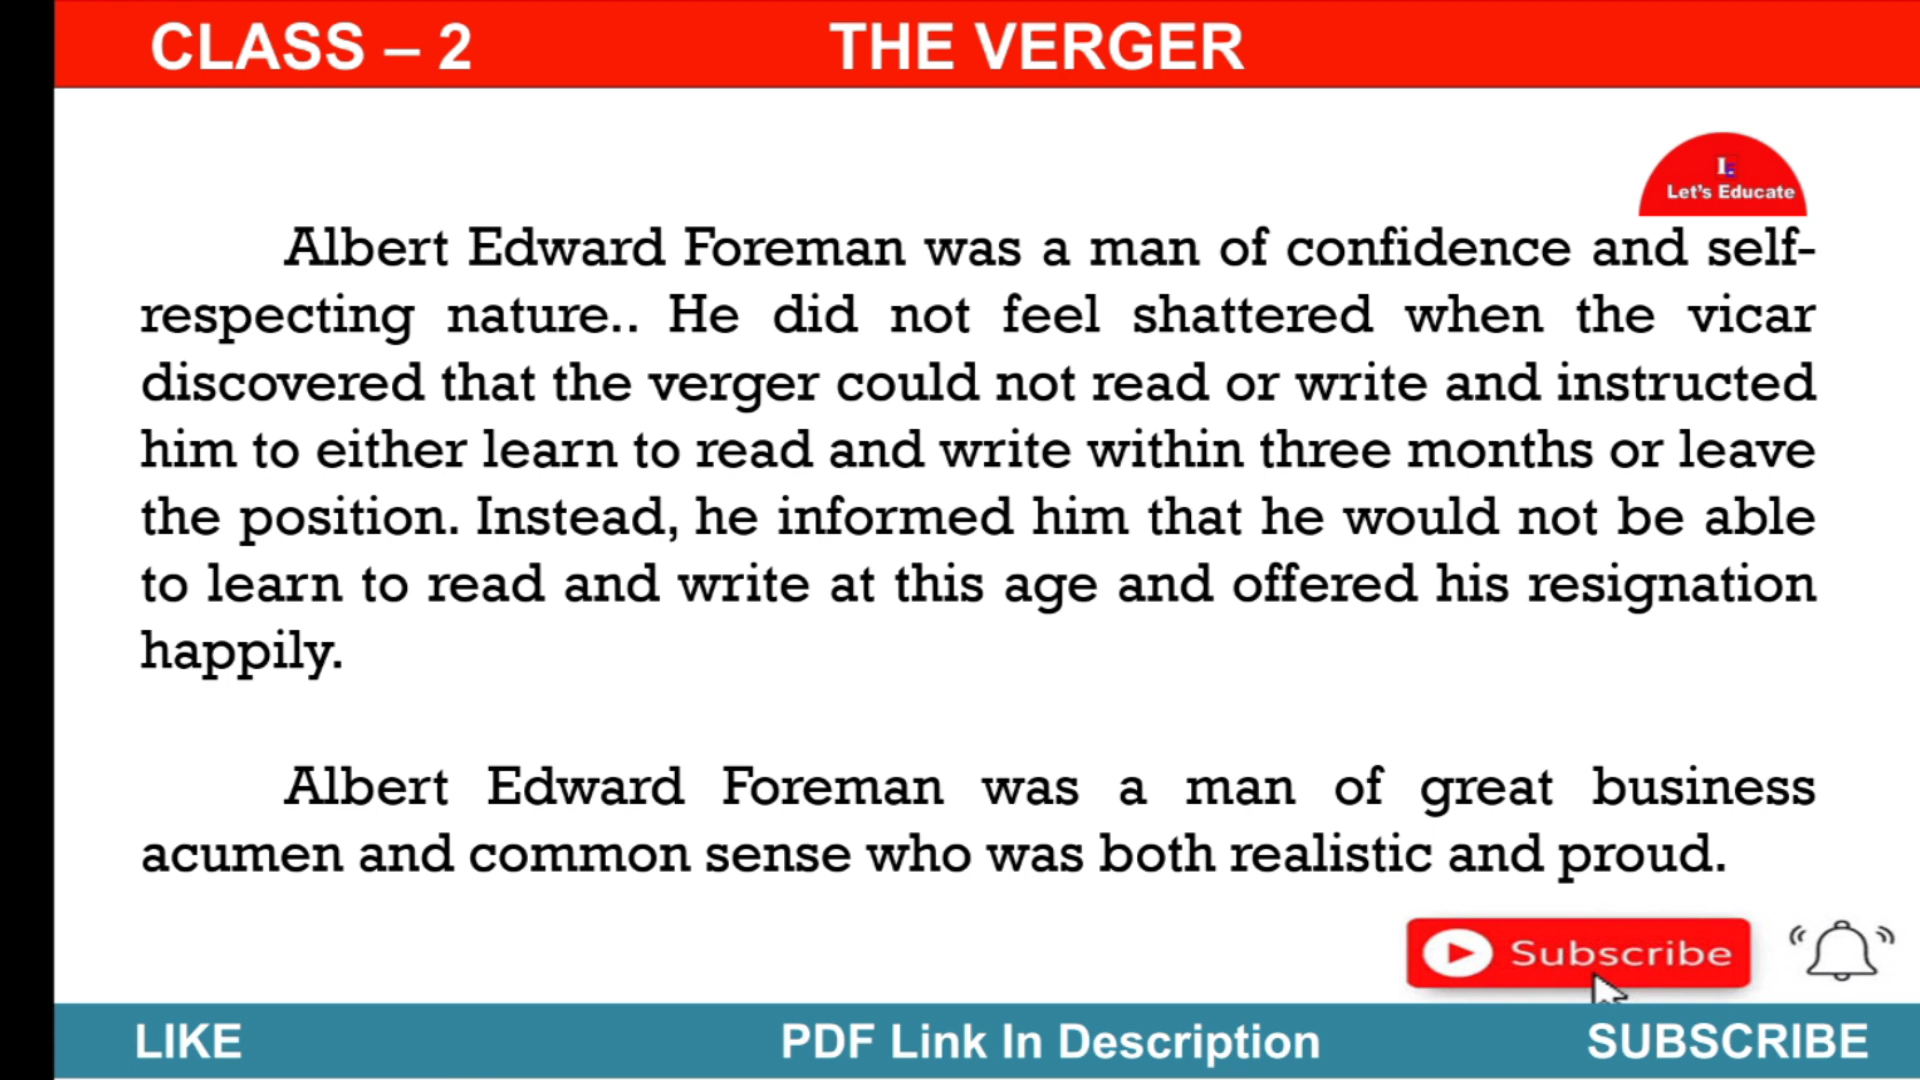 CLASS – 2 THE VERGER
L
Let's Educate
Albert Edward Foreman was a man of confidence and self-
respecting nature.. He did not feel shattered when the vicar
discovered that the verger could not read or write and instructed
him to either learn to read and write within three months or leave
the position. Instead, he informed him that he would not be able
to learn to read and write at this age and offered his resignation
happily.
Albert Edward Foreman was a man of great business
acumen and common sense who was both realistic and proud.
Subscribe
LIKE PDF Link In Description SUBSCRIBE